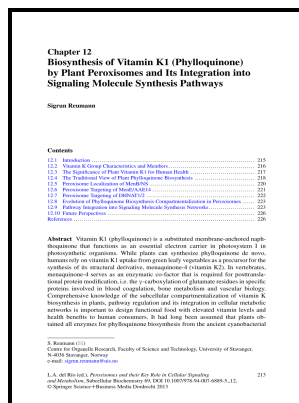 Chapter 12
Biosynthesis of Vitamin K1 (Phylloquinone)
by Plant Peroxisomes and Its Integration into
Signaling Molecule Synthesis Pathways
Sigrun Reumann
Contents
12.1 Introduction 215
12.2 Vitamin K Group Characteristics and Members 216
12.3 The Significance of Plant Vitamin K1 for Human Health 217
12.4 The Traditional View of Plant Phylloquinone Biosynthesis 218
12.5 Peroxisome Localization of MenB/NS 220
12.6 Peroxisome Targeting of MenE/AAE14 221
12.7 Peroxisome Targeting of DHNAT1/2 222
12.8 Evolution of Phylloquinone Biosynthesis Compartmentalization in Peroxisomes 223
12.9 Pathway Integration into Signaling Molecule Synthesis Networks 223
12.10 Future Perspectives 226
References 226
Abstract Vitamin K1 (phylloquinone) is a substituted membrane-anchored naph-
thoquinone that functions as an essential electron carrier in photosystem I in
photosynthetic organisms. While plants can synthesize phylloquinone de novo,
humans rely on vitamin K1 uptake from green leafy vegetables as a precursor for the
synthesis of its structural derivative, menaquinone-4 (vitamin K2). In vertebrates,
menaquinone-4 serves as an enzymatic co-factor that is required for posttransla-
tional protein modification, i.e. the γ-carboxylation of glutamate residues in specific
proteins involved in blood coagulation, bone metabolism and vascular biology.
Comprehensive knowledge of the subcellular compartmentalization of vitamin K
biosynthesis in plants, pathway regulation and its integration in cellular metabolic
networks is important to design functional food with elevated vitamin levels and
health benefits to human consumers. It had long been assumed that plants ob-
tained all enzymes for phylloquinone biosynthesis from the ancient cyanobacterial
S. Reumann (✉)
Centre for Organelle Research, Faculty of Science and Technology, University of Stavanger,
N-4036 Stavanger, Norway
e-mail: sigrun.reumann@uis.no
L.A. del Río (ed.), Peroxisomes and their Key Role in Cellular Signaling 213
and Metabolism, Subcellular Biochemistry 69, DOI 10.1007/978-94-007-6889-5_12,
© Springer Science+Business Media Dordrecht 2013